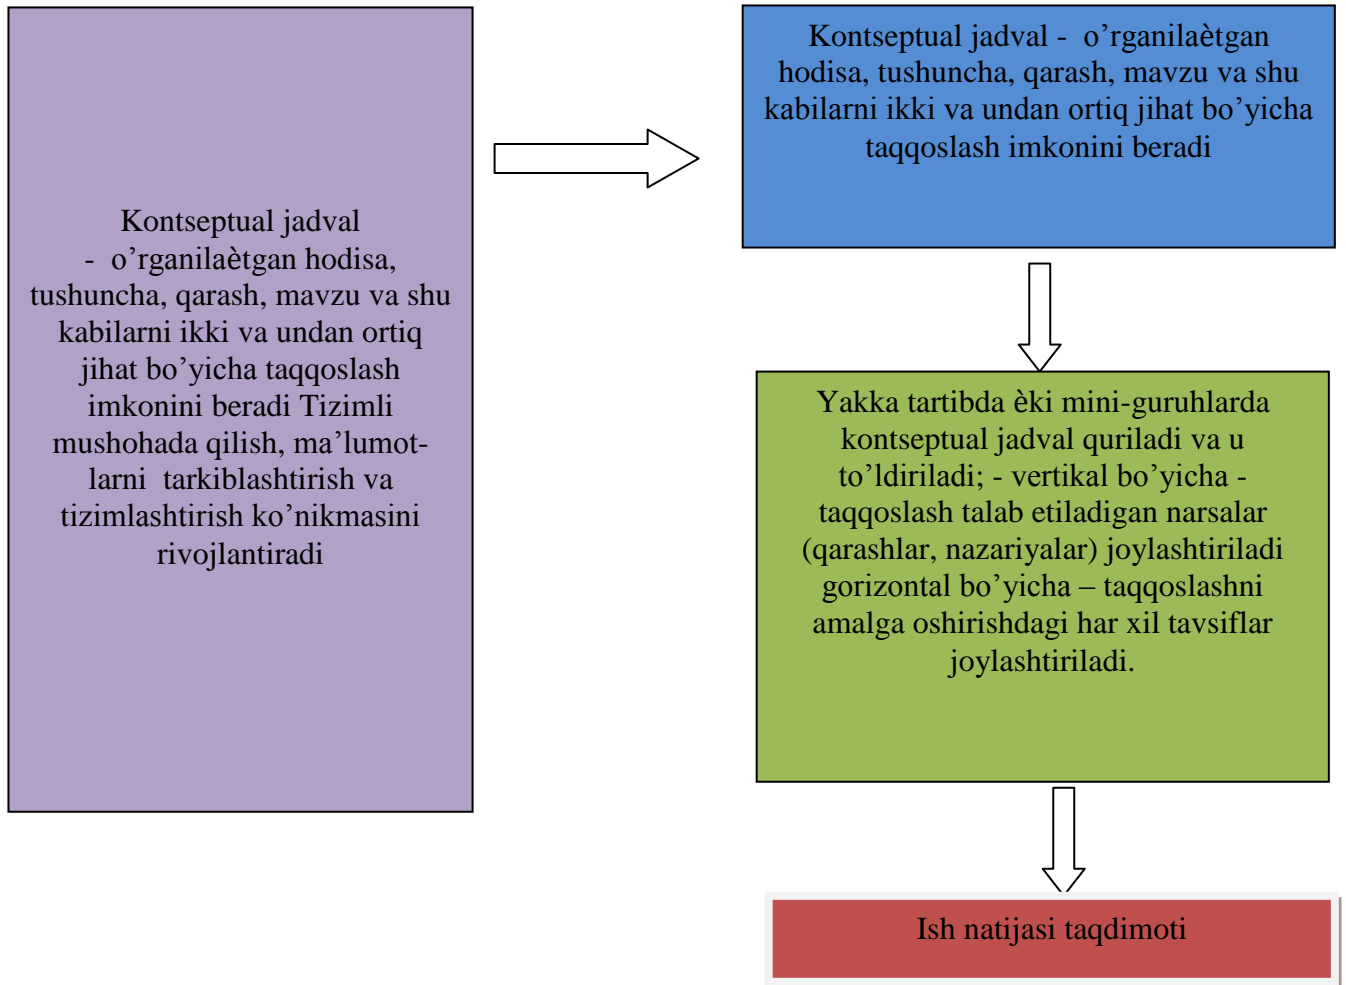 Kontseptual jadval
- o’rganilaètgan hodisa,
tushuncha, qarash, mavzu va shu
kabilarni ikki va undan ortiq
jihat bo’yicha taqqoslash
imkonini beradi Tizimli
mushohada qilish, ma’lumot-
larni tarkiblashtirish va
tizimlashtirish ko’nikmasini
rivojlantiradi
Kontseptual jadval - o’rganilaètgan
hodisa, tushuncha, qarash, mavzu va shu
kabilarni ikki va undan ortiq jihat bo’yicha
taqqoslash imkonini beradi
Yakka tartibda èki mini-guruhlarda
kontseptual jadval quriladi va u
to’ldiriladi; - vertikal bo’yicha -
taqqoslash talab etiladigan narsalar
(qarashlar, nazariyalar) joylashtiriladi
gorizontal bo’yicha – taqqoslashni
amalga oshirishdagi har xil tavsiflar
joylashtiriladi.
Ish natijasi taqdimoti